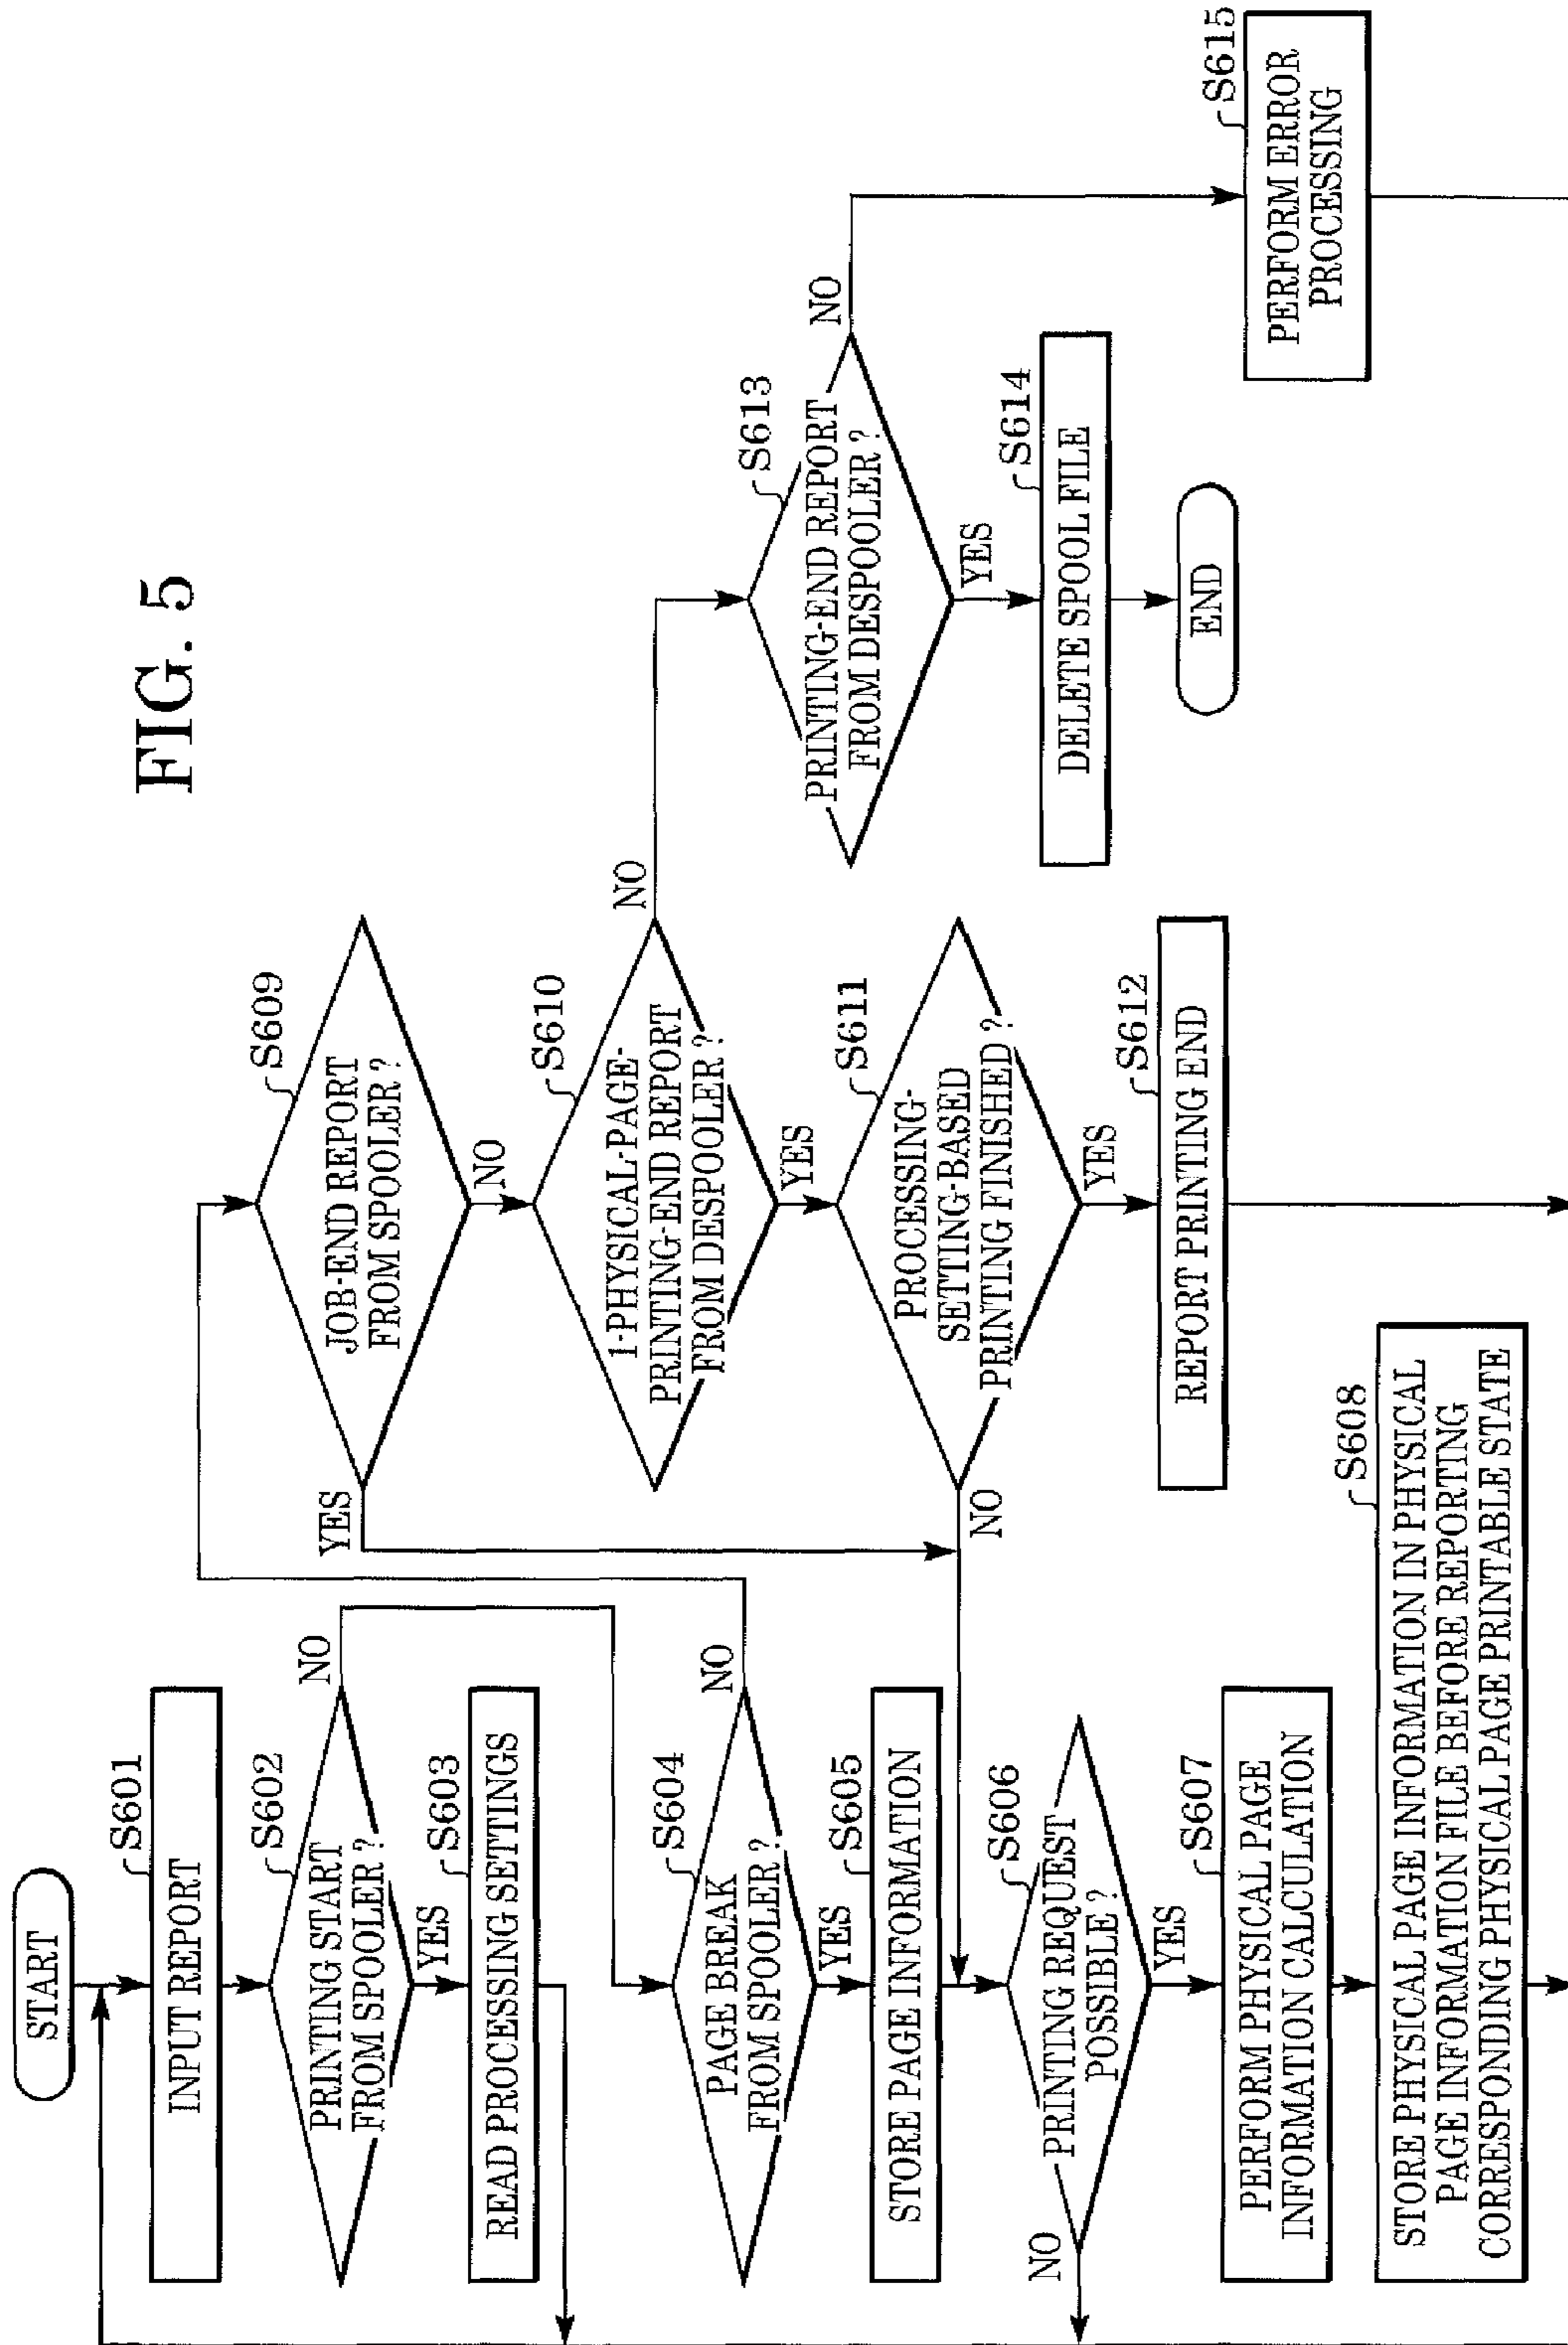 FIG. 5
START
S601
INPUT REPORT
S602
PRINTING START
FROM SPOOLER ?
NO
YES
S603
READ PROCESSING SETTINGS
S604
PAGE BREAK
FROM SPOOLER ?
NO
YES
S605
STORE PAGE INFORMATION
S606
PRINTING REQUEST
POSSIBLE ?
NO
YES
S607
PERFORM PHYSICAL PAGE
INFORMATION CALCULATION
S608
STORE PHYSICAL PAGE INFORMATION IN PHYSICAL
PAGE INFORMATION FILE BEFORE REPORTING
CORRESPONDING PHYSICAL PAGE PRINTABLE STATE
S609
JOB-END REPORT
FROM SPOOLER ?
YES
NO
S610
1-PHYSICAL-PAGE-
PRINTING-END REPORT
FROM DESPOOLER ?
NO
YES
S611
PROCESSING-
SETTING-BASED
PRINTING FINISHED ?
NO
YES
S612
REPORT PRINTING END
S613
PRINTING-END REPORT
FROM DESPOOLER ?
NO
YES
S614
DELETE SPOOL FILE
END
S615
PERFORM ERROR
PROCESSING